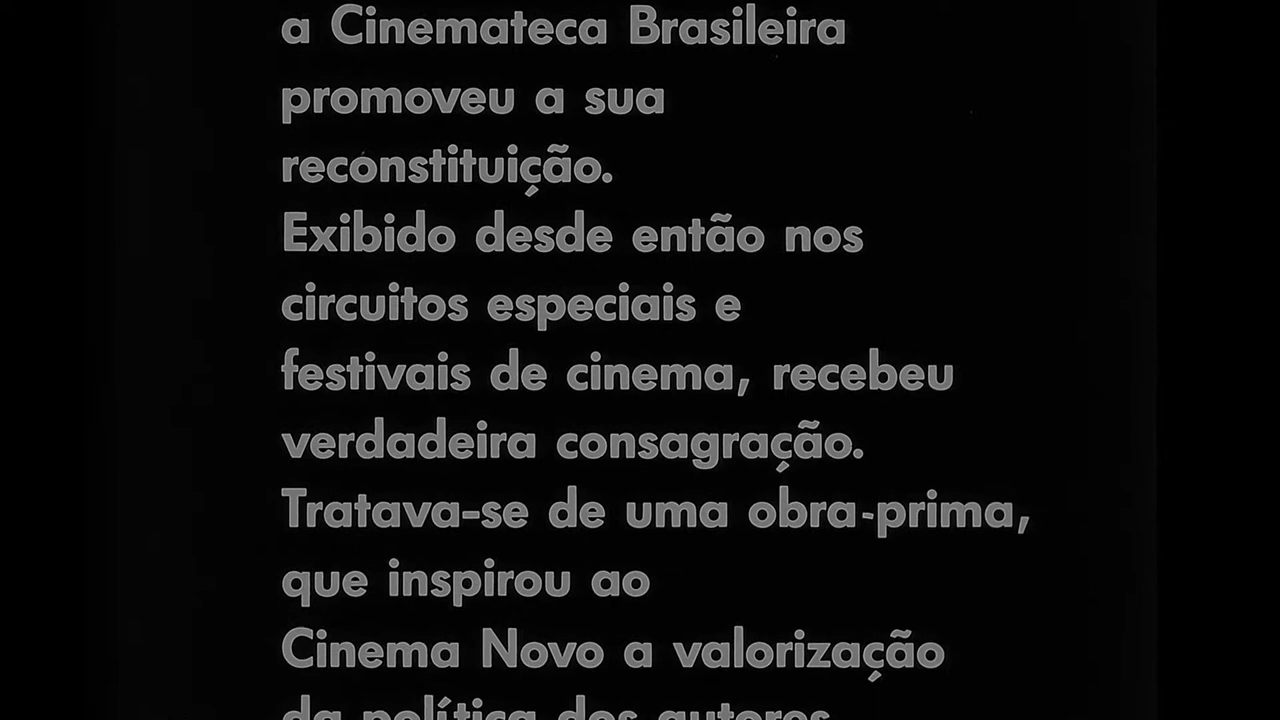 a Cinemateca Brasileira
promoveu a sua
reconstituição.
Exibido desde então nos
circuitos especiais e
festivais de cinema, recebeu
verdadeira consagração.
Tratava-se de uma obra-prima,
que inspirou ao
Cinema Novo a valorização
da política dos autores